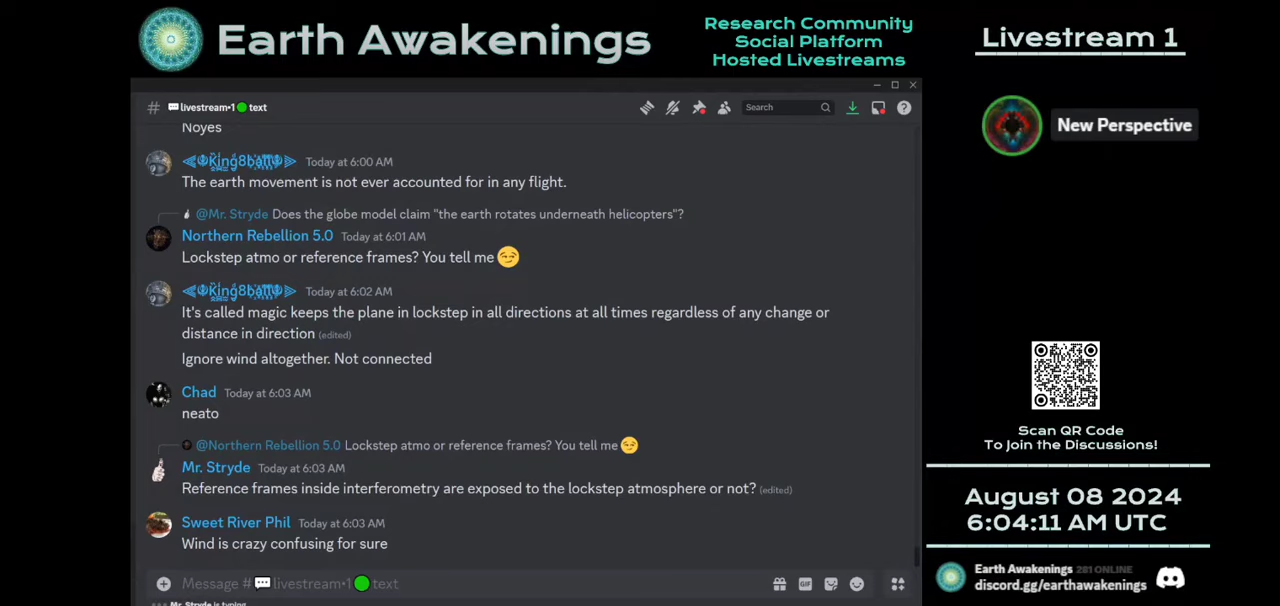 Earth Awakenings
Research Community
Social Platform
Hosted Livestreams
Livestream 1
# livestream•1 text
Search
New Perspective
Noyes
King8ball Today at 6:00 AM
The earth movement is not ever accounted for in any flight.
@Mr. Stryde Does the globe model claim "the earth rotates underneath helicopters"?
Northern Rebellion 5.0 Today at 6:01 AM
Lockstep atmo or reference frames? You tell me 😏
King8ball Today at 6:02 AM
It's called magic keeps the plane in lockstep in all directions at all times regardless of any change or
distance in direction (edited)
Ignore wind altogether. Not connected
Chad Today at 6:03 AM
neato
@Northern Rebellion 5.0 Lockstep atmo or reference frames? You tell me 😏
Mr. Stryde Today at 6:03 AM
Reference frames inside interferometry are exposed to the lockstep atmosphere or not? (edited)
Sweet River Phil Today at 6:03 AM
Wind is crazy confusing for sure
Message # 💬livestream•1🟢text
GIF
Mr. Stryde is typing
Scan QR Code
To Join the Discussions!
August 08 2024
6:04:11 AM UTC
Earth Awakenings 281 ONLINE
discord.gg/earthawakenings